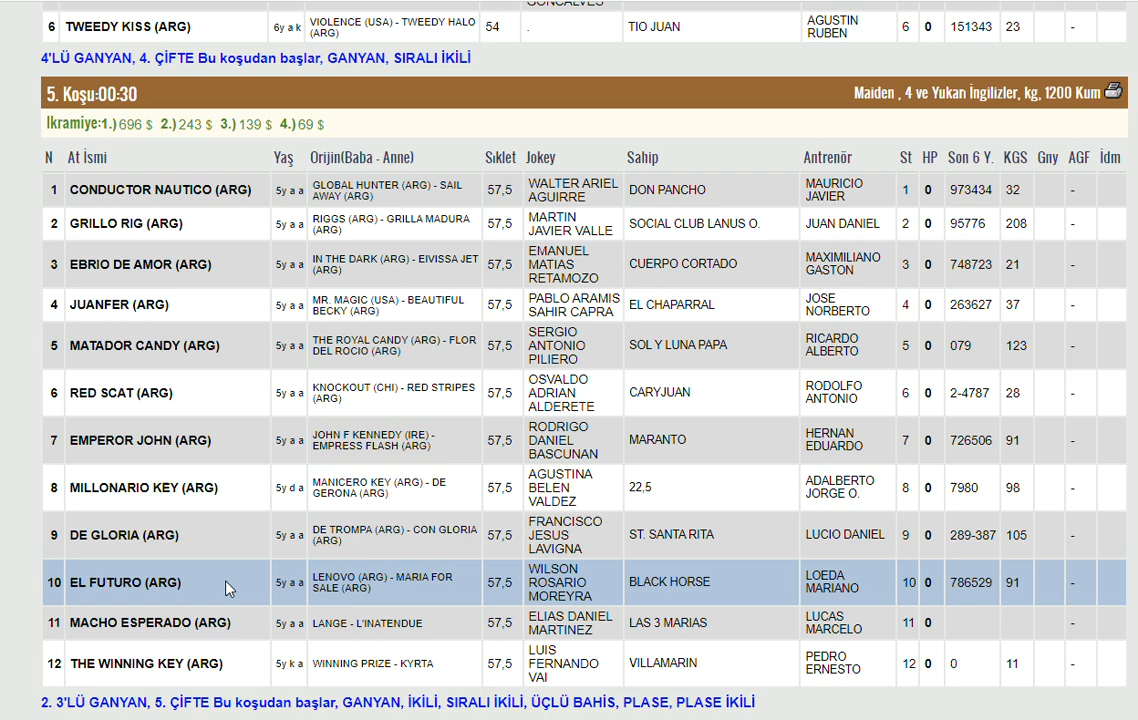 GONCALVES
6 TWEEDY KISS (ARG) 6y a k VIOLENCE (USA) - TWEEDY HALO (ARG) 54 . TIO JUAN AGUSTIN RUBEN 6 0 151343 23 -
4'LÜ GANYAN, 4. ÇİFTE Bu koşudan başlar, GANYAN, SIRALI İKİLİ
5. Koşu:00:30 Maiden , 4 ve Yukarı İngilizler, kg, 1200 Kum
İkramiye:1.) 696 $ 2.) 243 $ 3.) 139 $ 4.) 69 $
N At İsmi Yaş Orijin(Baba - Anne) Sıklet Jokey Sahip Antrenör St HP Son 6 Y. KGS Gny AGF İdm
1 CONDUCTOR NAUTICO (ARG) 5y a a GLOBAL HUNTER (ARG) - SAIL AWAY (ARG) 57,5 WALTER ARIEL AGUIRRE DON PANCHO MAURICIO JAVIER 1 0 973434 32 -
2 GRILLO RIG (ARG) 5y a a RIGGS (ARG) - GRILLA MADURA (ARG) 57,5 MARTIN JAVIER VALLE SOCIAL CLUB LANUS O. JUAN DANIEL 2 0 95776 208 -
3 EBRIO DE AMOR (ARG) 5y a a IN THE DARK (ARG) - EIVISSA JET (ARG) 57,5 EMANUEL MATIAS RETAMOZO CUERPO CORTADO MAXIMILIANO GASTON 3 0 748723 21 -
4 JUANFER (ARG) 5y a a MR. MAGIC (USA) - BEAUTIFUL BECKY (ARG) 57,5 PABLO ARAMIS SAHIR CAPRA EL CHAPARRAL JOSE NORBERTO 4 0 263627 37 -
5 MATADOR CANDY (ARG) 5y a a THE ROYAL CANDY (ARG) - FLOR DEL ROCIO (ARG) 57,5 SERGIO ANTONIO PILIERO SOL Y LUNA PAPA RICARDO ALBERTO 5 0 079 123 -
6 RED SCAT (ARG) 5y a a KNOCKOUT (CHI) - RED STRIPES (ARG) 57,5 OSVALDO ADRIAN ALDERETE CARYJUAN RODOLFO ANTONIO 6 0 2-4787 28 -
7 EMPEROR JOHN (ARG) 5y a a JOHN F KENNEDY (IRE) - EMPRESS FLASH (ARG) 57,5 RODRIGO DANIEL BASCUNAN MARANTO HERNAN EDUARDO 7 0 726506 91 -
8 MILLONARIO KEY (ARG) 5y d a MANICERO KEY (ARG) - DE GERONA (ARG) 57,5 AGUSTINA BELEN VALDEZ 22,5 ADALBERTO JORGE O. 8 0 7980 98 -
9 DE GLORIA (ARG) 5y a a DE TROMPA (ARG) - CON GLORIA (ARG) 57,5 FRANCISCO JESUS LAVIGNA ST. SANTA RITA LUCIO DANIEL 9 0 289-387 105 -
10 EL FUTURO (ARG) 5y a a LENOVO (ARG) - MARIA FOR SALE (ARG) 57,5 WILSON ROSARIO MOREYRA BLACK HORSE LOEDA MARIANO 10 0 786529 91 -
11 MACHO ESPERADO (ARG) 5y a a LANGE - L'INATENDUE 57,5 ELIAS DANIEL MARTINEZ LAS 3 MARIAS LUCAS MARCELO 11 0 -
12 THE WINNING KEY (ARG) 5y k a WINNING PRIZE - KYRTA 57,5 LUIS FERNANDO VAI VILLAMARIN PEDRO ERNESTO 12 0 0 11 -
2. 3'LÜ GANYAN, 5. ÇİFTE Bu koşudan başlar, GANYAN, İKİLİ, SIRALI İKİLİ, ÜÇLÜ BAHİS, PLASE, PLASE İKİLİ